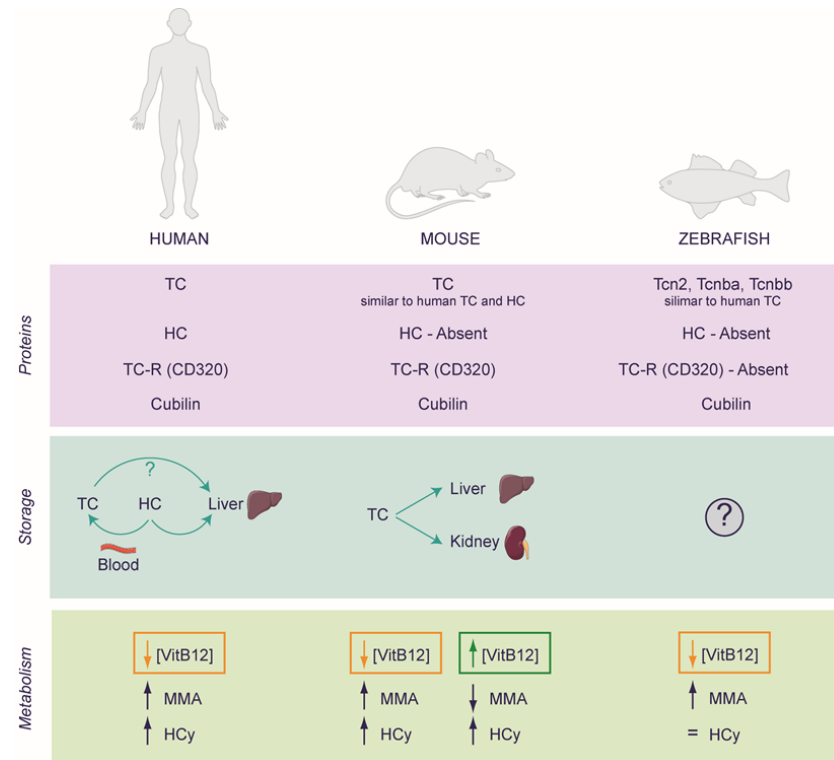 HUMAN
MOUSE
ZEBRAFISH
Proteins
TC
TC
similar to human TC and HC
Tcn2, Tcnba, Tcnbb
silimar to human TC
HC
HC - Absent
HC - Absent
TC-R (CD320)
TC-R (CD320)
TC-R (CD320) - Absent
Cubilin
Cubilin
Cubilin
Storage
?
TC
HC
Liver
Blood
TC
Liver
Kidney
?
Metabolism
↓ [VitB12]
↓ [VitB12]
↑ [VitB12]
↓ [VitB12]
↑ MMA
↑ MMA
↓ MMA
↑ MMA
↑ HCy
↑ HCy
↑ HCy
= HCy